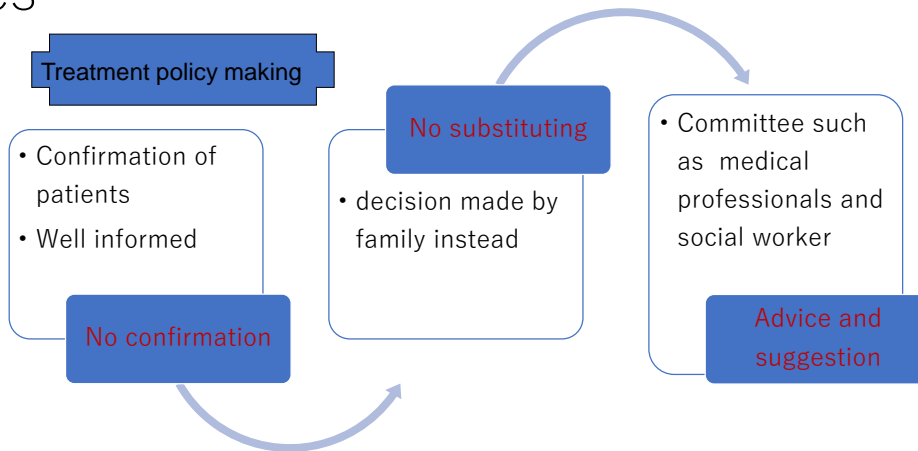 Treatment policy making
• Confirmation of
patients
• Well informed
No confirmation
No substituting
• decision made by
family instead
• Committee such
as medical
professionals and
social worker
Advice and
suggestion